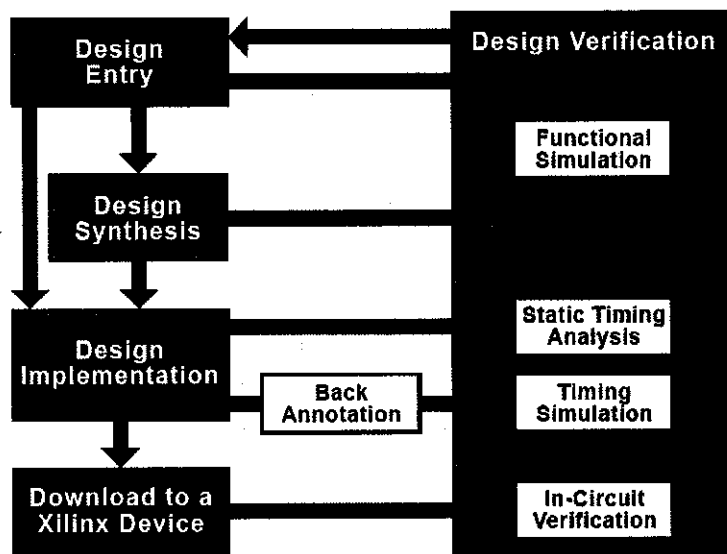 Design
Entry
Design Verification
Functional
Simulation
Design
Synthesis
Static Timing
Analysis
Design
Implementation
Back
Annotation
Timing
Simulation
Download to a
Xilinx Device
In-Circuit
Verification